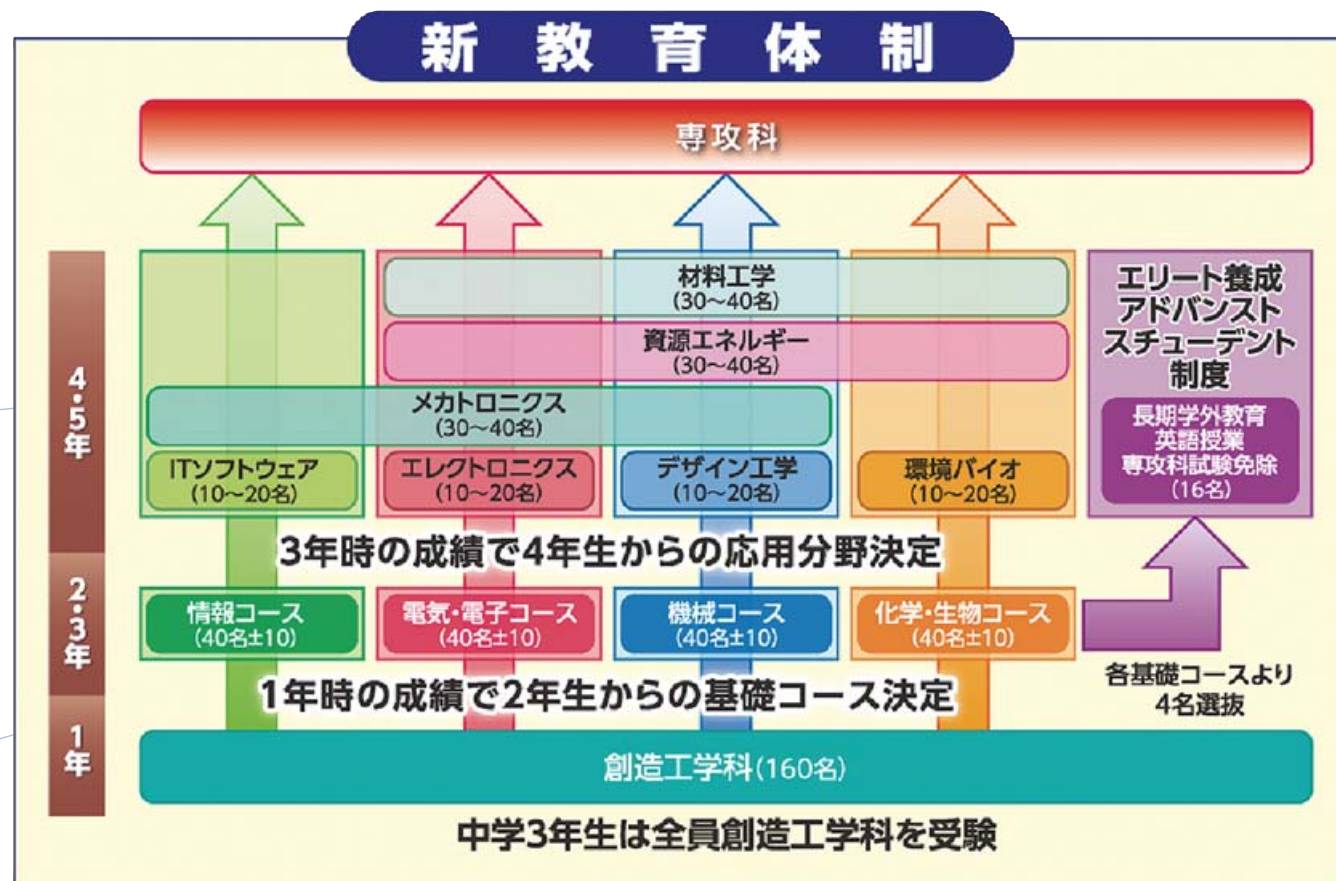 新教育体制
専攻科
4・5年
材料工学
(30～40名)
資源エネルギー
(30～40名)
メカトロニクス
(30～40名)
ITソフトウェア
(10～20名)
エレクトロニクス
(10～20名)
デザイン工学
(10～20名)
環境バイオ
(10～20名)
エリート養成
アドバンスト
スチューデント
制度
長期学外教育
英語授業
専攻科試験免除
(16名)
3年時の成績で4年生からの応用分野決定
2・3年
情報コース
(40名±10)
電気・電子コース
(40名±10)
機械コース
(40名±10)
化学・生物コース
(40名±10)
各基礎コースより
4名選抜
1年時の成績で2年生からの基礎コース決定
1年
創造工学科(160名)
中学3年生は全員創造工学科を受験